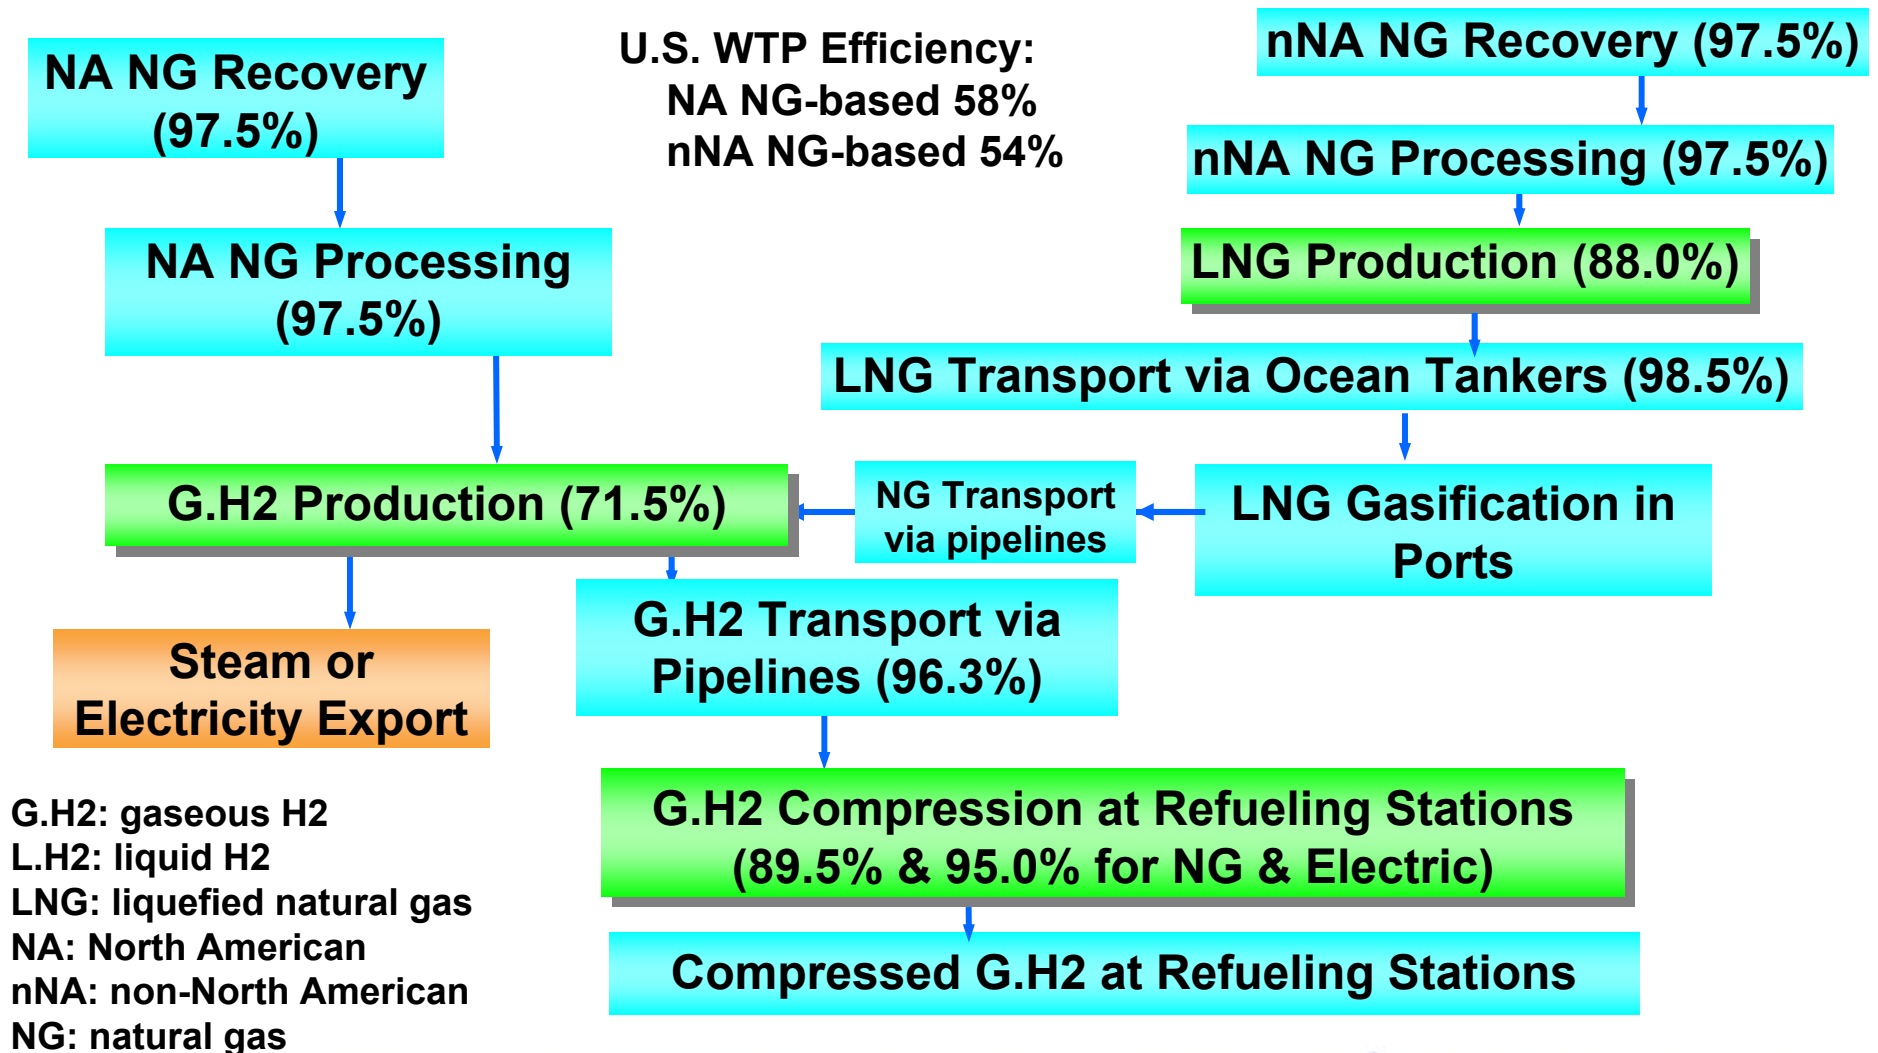 NA NG Recovery
(97.5%)
U.S. WTP Efficiency:
NA NG-based 58%
nNA NG-based 54%
nNA NG Recovery (97.5%)
nNA NG Processing (97.5%)
NA NG Processing
(97.5%)
LNG Production (88.0%)
LNG Transport via Ocean Tankers (98.5%)
G.H2 Production (71.5%)
NG Transport
via pipelines
LNG Gasification in
Ports
Steam or
Electricity Export
G.H2 Transport via
Pipelines (96.3%)
G.H2 Compression at Refueling Stations
(89.5% & 95.0% for NG & Electric)
Compressed G.H2 at Refueling Stations
G.H2: gaseous H2
L.H2: liquid H2
LNG: liquefied natural gas
NA: North American
nNA: non-North American
NG: natural gas